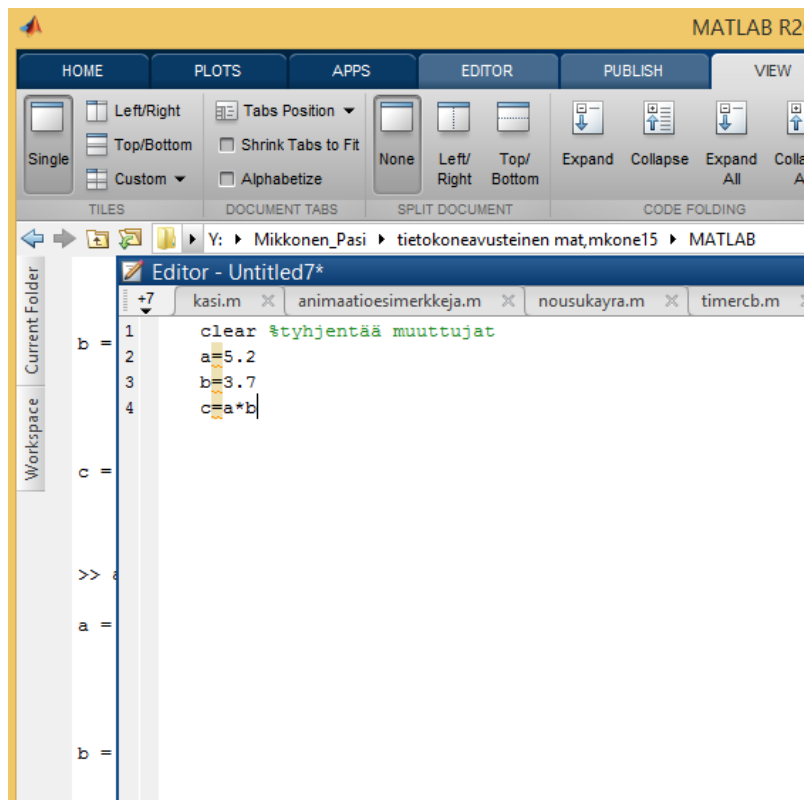 MATLAB R2
HOME PLOTS APPS EDITOR PUBLISH VIEW
Left/Right
Top/Bottom
Custom
Single
Tabs Position
Shrink Tabs to Fit
Alphabetize
None
Left/
Right
Top/
Bottom
Expand
Collapse
Expand
All
TILES DOCUMENT TABS SPLIT DOCUMENT CODE FOLDING
Y: Mikkonen_Pasi tietokoneavusteinen mat,mkone15 MATLAB
Current Folder
Workspace
Editor - Untitled7*
+7 kasi.m animaatioesimerkkeja.m nousukayra.m timercb.m
1 clear %tyhjentää muuttujat
2 a=5.2
3 b=3.7
4 c=a*b
b =
c =
>>
a =
b =